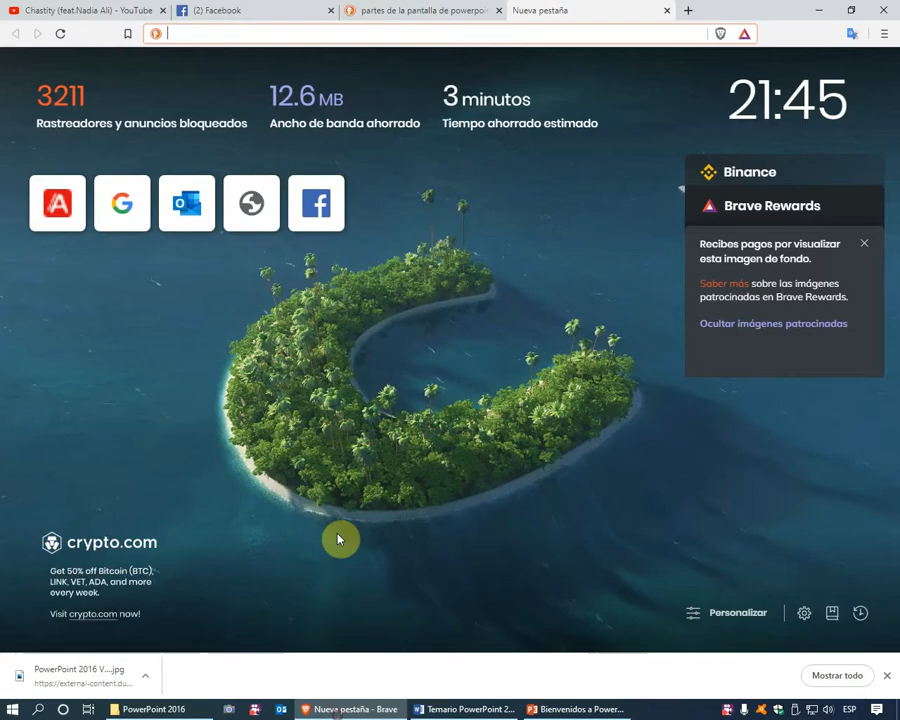 Chastity (feat.Nadia Ali) - YouTube
(2) Facebook
partes de la pantalla de powerpoi
Nueva pestaña
3211
Rastreadores y anuncios bloqueados
12.6 MB
Ancho de banda ahorrado
3 minutos
Tiempo ahorrado estimado
21:45
Binance
Brave Rewards
Recibes pagos por visualizar
esta imagen de fondo.
Saber más sobre las imágenes
patrocinadas en Brave Rewards.
Ocultar imágenes patrocinadas
crypto.com
Get 50% off Bitcoin (BTC),
LINK, VET, ADA, and more
every week.
Visit crypto.com now!
Personalizar
PowerPoint 2016 V....jpg
https://external-content.du...
Mostrar todo
PowerPoint 2016
Nueva pestaña - Brave
Temario PowerPoint 2...
Bienvenidos a Power...
ESP